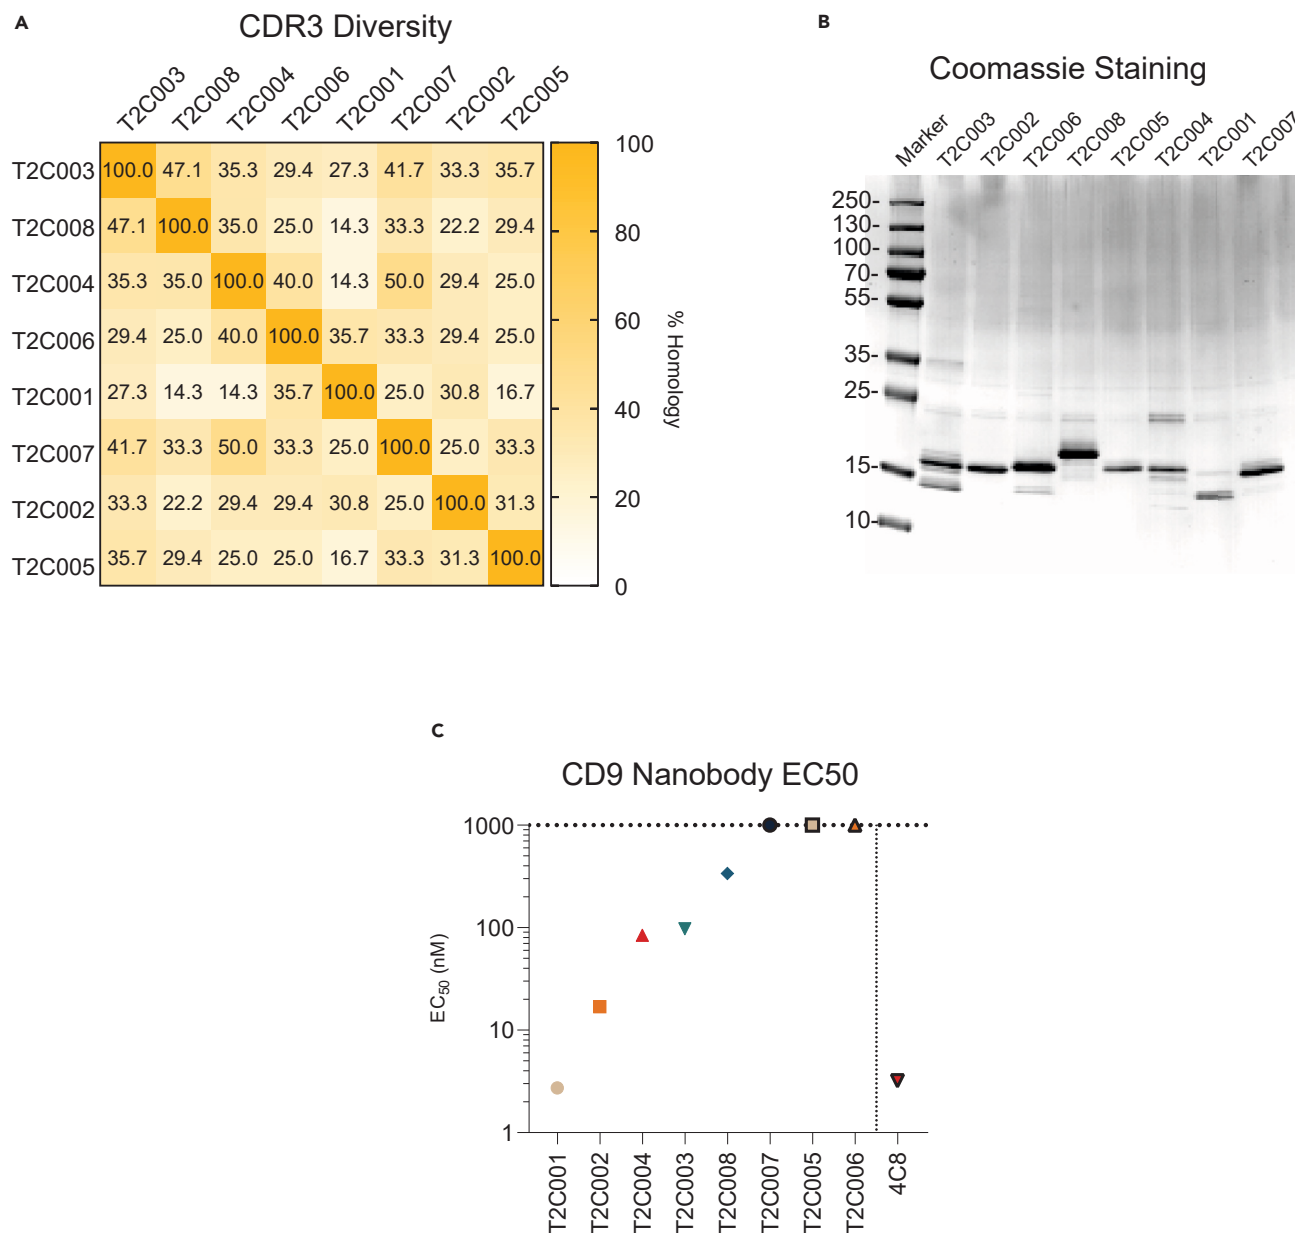 A
CDR3 Diversity
T2C003 T2C008 T2C004 T2C006 T2C001 T2C007 T2C002 T2C005
T2C003 100.0 47.1 35.3 29.4 27.3 41.7 33.3 35.7
T2C008 47.1 100.0 35.0 25.0 14.3 33.3 22.2 29.4
T2C004 35.3 35.0 100.0 40.0 14.3 50.0 29.4 25.0
T2C006 29.4 25.0 40.0 100.0 35.7 33.3 29.4 25.0
T2C001 27.3 14.3 14.3 35.7 100.0 25.0 30.8 16.7
T2C007 41.7 33.3 50.0 33.3 25.0 100.0 25.0 33.3
T2C002 33.3 22.2 29.4 29.4 30.8 25.0 100.0 31.3
T2C005 35.7 29.4 25.0 25.0 16.7 33.3 31.3 100.0
100
80
60
40
20
0
% Homology
B
Coomassie Staining
Marker T2C003 T2C002 T2C006 T2C008 T2C005 T2C004 T2C001 T2C007
250-
130-
100-
70-
55-
35-
25-
15-
10-
C
CD9 Nanobody EC50
1000
100
10
1
EC50 (nM)
T2C001 T2C002 T2C004 T2C003 T2C008 T2C007 T2C005 T2C006 4C8